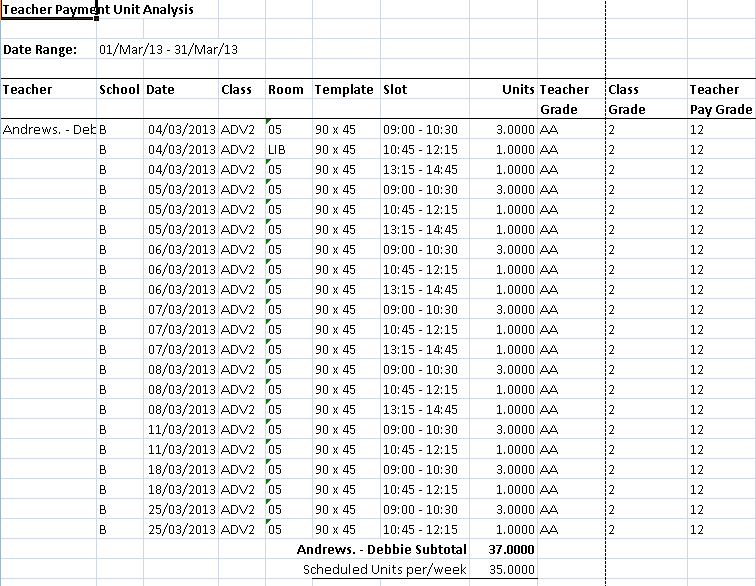 Teacher Payment Unit Analysis
Date Range: 01/Mar/13 - 31/Mar/13
Teacher School Date Class Room Template Slot Units Teacher Grade Class Grade Teacher Pay Grade
Andrews. - Deb B 04/03/2013 ADV2 05 90 x 45 09:00 - 10:30 3.0000 AA 2 12
B 04/03/2013 ADV2 LIB 90 x 45 10:45 - 12:15 1.0000 AA 2 12
B 04/03/2013 ADV2 05 90 x 45 13:15 - 14:45 1.0000 AA 2 12
B 05/03/2013 ADV2 05 90 x 45 09:00 - 10:30 3.0000 AA 2 12
B 05/03/2013 ADV2 05 90 x 45 10:45 - 12:15 1.0000 AA 2 12
B 05/03/2013 ADV2 05 90 x 45 13:15 - 14:45 1.0000 AA 2 12
B 06/03/2013 ADV2 05 90 x 45 09:00 - 10:30 3.0000 AA 2 12
B 06/03/2013 ADV2 05 90 x 45 10:45 - 12:15 1.0000 AA 2 12
B 06/03/2013 ADV2 05 90 x 45 13:15 - 14:45 1.0000 AA 2 12
B 07/03/2013 ADV2 05 90 x 45 09:00 - 10:30 3.0000 AA 2 12
B 07/03/2013 ADV2 05 90 x 45 10:45 - 12:15 1.0000 AA 2 12
B 07/03/2013 ADV2 05 90 x 45 13:15 - 14:45 1.0000 AA 2 12
B 08/03/2013 ADV2 05 90 x 45 09:00 - 10:30 3.0000 AA 2 12
B 08/03/2013 ADV2 05 90 x 45 10:45 - 12:15 1.0000 AA 2 12
B 08/03/2013 ADV2 05 90 x 45 13:15 - 14:45 1.0000 AA 2 12
B 11/03/2013 ADV2 05 90 x 45 09:00 - 10:30 3.0000 AA 2 12
B 11/03/2013 ADV2 05 90 x 45 10:45 - 12:15 1.0000 AA 2 12
B 18/03/2013 ADV2 05 90 x 45 09:00 - 10:30 3.0000 AA 2 12
B 18/03/2013 ADV2 05 90 x 45 10:45 - 12:15 1.0000 AA 2 12
B 25/03/2013 ADV2 05 90 x 45 09:00 - 10:30 3.0000 AA 2 12
B 25/03/2013 ADV2 05 90 x 45 10:45 - 12:15 1.0000 AA 2 12
Andrews. - Debbie Subtotal 37.0000
Scheduled Units per/week 35.0000